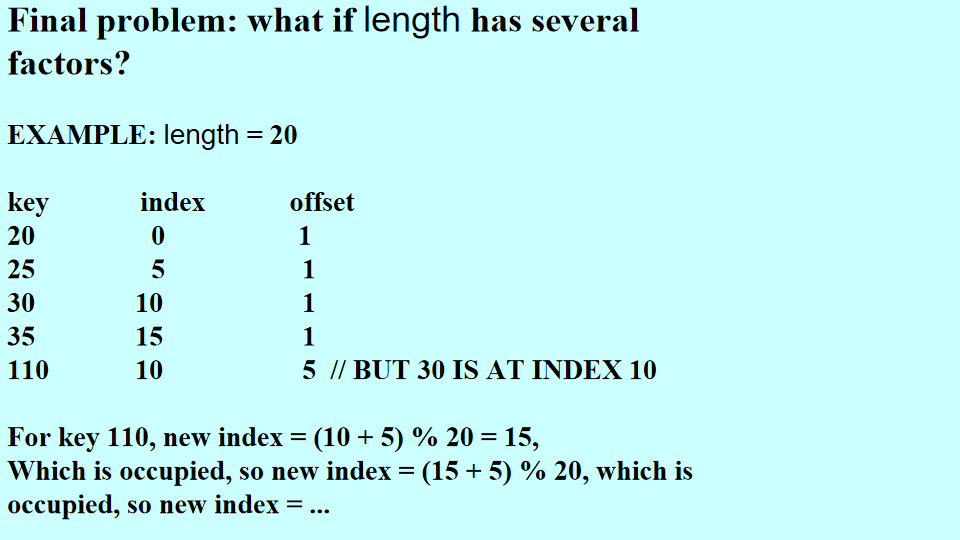 Final problem: what if length has several
factors?
EXAMPLE: length = 20
key index offset
20 0 1
25 5 1
30 10 1
35 15 1
110 10 5 // BUT 30 IS AT INDEX 10
For key 110, new index = (10 + 5) % 20 = 15,
Which is occupied, so new index = (15 + 5) % 20, which is
occupied, so new index = ...